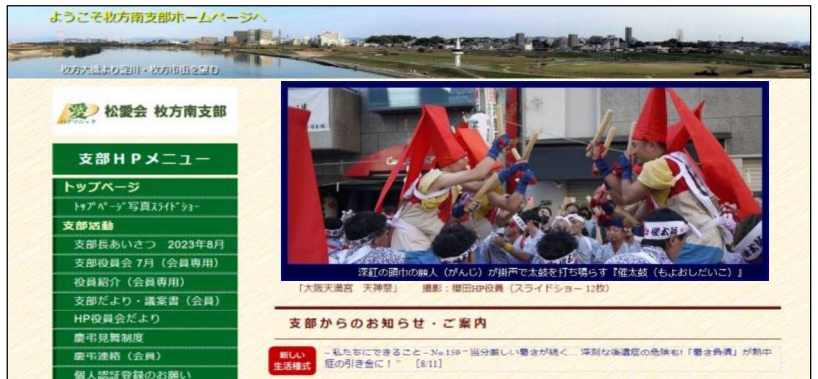 ようこそ枚方南支部ホームページへ
枚方大橋より淀川・枚方市街を望む
愛
松愛会 枚方南支部
支部HPメニュー
トップページ
トップページ写真スライドショー
支部活動
支部長あいさつ 2023年8月
支部役員会 7月（会員専用）
役員紹介（会員専用）
支部だより・議案書（会員）
HP役員会だより
慶弔見舞制度
慶弔連絡（会員）
個人認証登録のお願い
催太鼓
深紅の頭巾の願人（がんじ）が掛声で太鼓を打ち鳴らす『催太鼓（もよおしだいこ）』
「大阪天満宮 天神祭」 撮影：櫻田HP役員（スライドショー 12枚）
支部からのお知らせ・ご案内
新しい
生活様式
－私たちにできること－No.159 "当分厳しい暑さが続く… 深刻な後遺症の危険も!「暑さ負債」が熱中
症の引き金に！" [8/11]